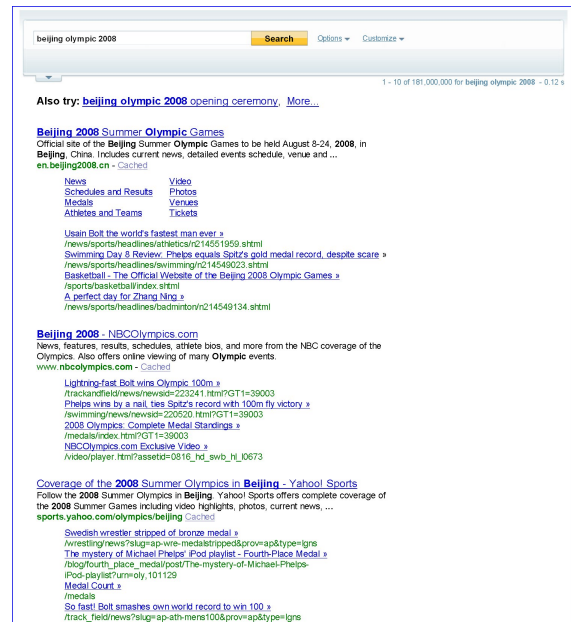 beijing olympic 2008 Search Options Customize
1 - 10 of 181,000,000 for beijing olympic 2008 - 0.12 s
Also try: beijing olympic 2008 opening ceremony, More...
Beijing 2008 Summer Olympic Games
Official site of the Beijing Summer Olympic Games to be held August 8-24, 2008, in
Beijing, China. Includes current news, detailed events schedule, venue and ...
en.beijing2008.cn - Cached
News Video
Schedules and Results Photos
Medals Venues
Athletes and Teams Tickets
Usain Bolt the world's fastest man ever »
/news/sports/headlines/athletics/n214551959.shtml
Swimming Day 8 Review: Phelps equals Spitz's gold medal record, despite scare »
/news/sports/headlines/swimming/n214549023.shtml
Basketball - The Official Website of the Beijing 2008 Olympic Games »
/sports/basketball/index.shtml
A perfect day for Zhang Ning »
/news/sports/headlines/badminton/n214549134.shtml
Beijing 2008 - NBCOlympics.com
News, features, results, schedules, athlete bios, and more from the NBC coverage of the
Olympics. Also offers online viewing of many Olympic events.
www.nbcolympics.com - Cached
Lightning-fast Bolt wins Olympic 100m »
/trackandfield/news/newsid=223241.html?GT1=39003
Phelps wins by a nail, ties Spitz's record with 100m fly victory »
/swimming/news/newsid=220520.html?GT1=39003
2008 Olympics: Complete Medal Standings »
/medals/index.html?GT1=39003
NBCOlympics.com Exclusive Video »
/video/player.html?assetid=0816_hd_swb_hl_l0673
Coverage of the 2008 Summer Olympics in Beijing - Yahoo! Sports
Follow the 2008 Summer Olympics in Beijing. Yahoo! Sports offers complete coverage of
the 2008 Summer Games including video highlights, photos, current news, ...
sports.yahoo.com/olympics/beijing Cached
Swedish wrestler stripped of bronze medal »
/wrestling/news?slug=ap-wre-medalstripped&prov=ap&type=lgns
The mystery of Michael Phelps' iPod playlist - Fourth-Place Medal »
/blog/fourth_place_medal/post/The-mystery-of-Michael-Phelps-
iPod-playlist?urn=oly,101129
Medal Count »
/medals
So fast! Bolt smashes own world record to win 100 »
/track_field/news?slug=ap-ath-mens100&prov=ap&type=lgns